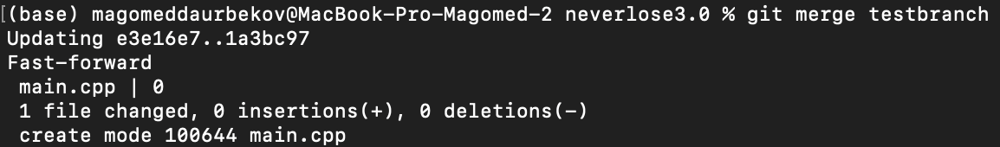 [(base) magomeddaurbekov@MacBook-Pro-Magomed-2 neverlose3.0 % git merge testbranch
Updating e3e16e7..1a3bc97
Fast-forward
 main.cpp | 0
 1 file changed, 0 insertions(+), 0 deletions(-)
 create mode 100644 main.cpp